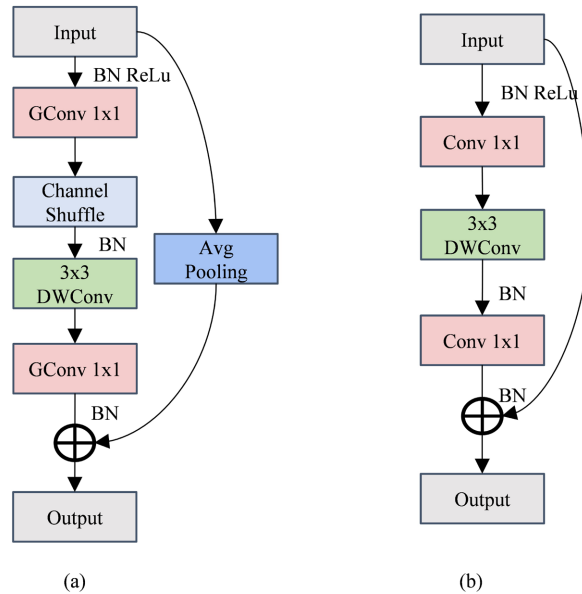 Input
BN ReLu
GConv 1x1
Channel
Shuffle
BN
3x3
DWConv
Avg
Pooling
GConv 1x1
BN
Output
(a)
Input
BN ReLu
Conv 1x1
3x3
DWConv
BN
Conv 1x1
BN
Output
(b)